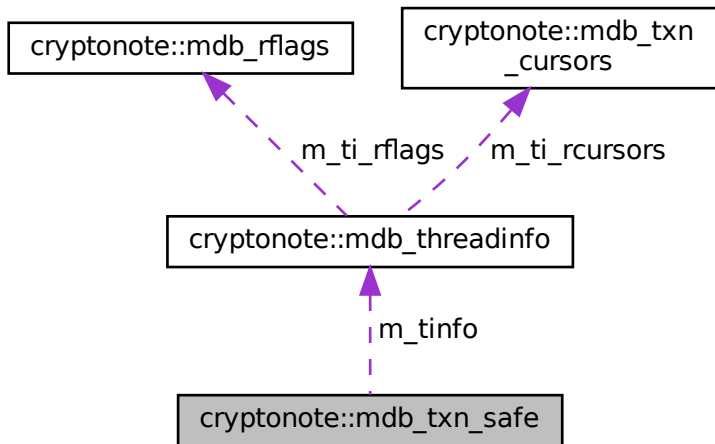 cryptonote::mdb_rflags
cryptonote::mdb_txn
_cursors
m_ti_rflags
m_ti_rcursors
cryptonote::mdb_threadinfo
m_tinfo
cryptonote::mdb_txn_safe